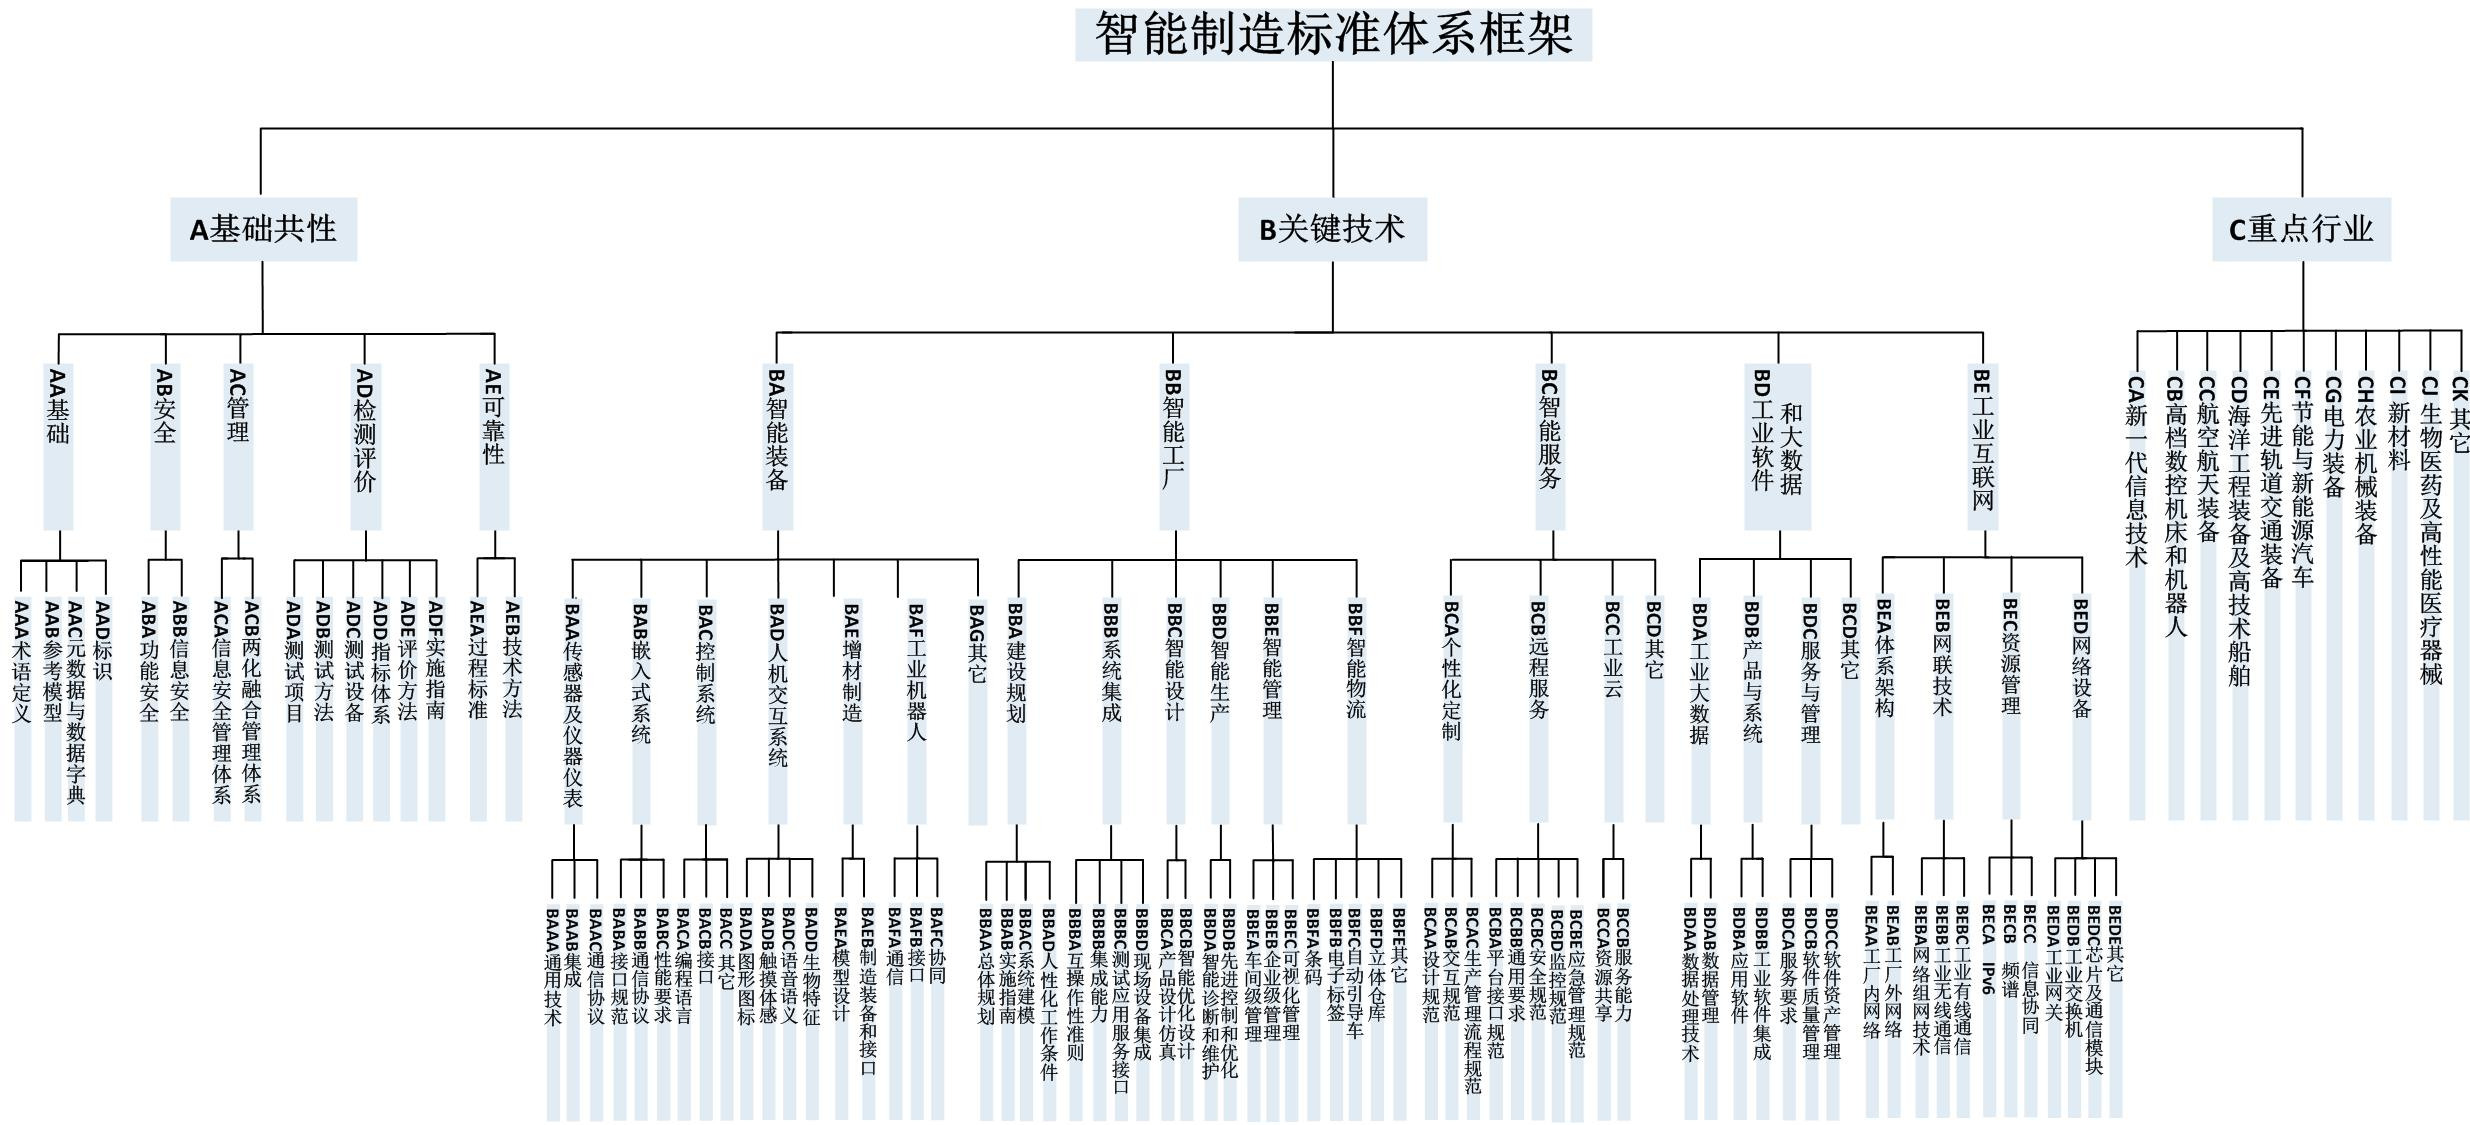 智能制造标准体系框架
A基础共性
B关键技术
C重点行业
AA基础
AB安全
AC管理
AD检测评价
AE可靠性
BA智能装备
BB智能工厂
BC智能服务
BD工业软件
和大数据
BE工业互联网
CA新一代信息技术
CB高档数控机床和机器人
CC航空航天装备
CD海洋工程装备及高技术船舶
CE先进轨道交通装备
CF节能与新能源汽车
CG电力装备
CH农业机械装备
CI 新材料
CJ 生物医药及高性能医疗器械
CK 其它
AAA术语定义
AAB参考模型
AAC元数据与数据字典
AAD标识
ABA功能安全
ABB信息安全
ACA信息安全管理体系
ACB两化融合管理体系
ADA测试项目
ADB测试方法
ADC测试设备
ADD指标体系
ADE评价方法
ADF实施指南
AEA过程标准
AEB技术方法
BAA传感器及仪器仪表
BAB嵌入式系统
BAC控制系统
BAD人机交互系统
BAE增材制造
BAF工业机器人
BAG其它
BBA建设规划
BBB系统集成
BBC智能设计
BBD智能生产
BBE智能管理
BBF智能物流
BCA个性化定制
BCB远程服务
BCC工业云
BCD其它
BDA工业大数据
BDB产品与系统
BDC服务与管理
BCD其它
BEA体系架构
BEB网联技术
BEC资源管理
BED网络设备
BAAA通用技术
BAAB集成
BAAC通信协议
BABA接口规范
BABB通信协议
BABC性能要求
BACA编程语言
BACB接口
BACC其它
BADA图形图标
BADB触摸体感
BADC语音语义
BADD生物特征
BAEA模型设计
BAEB制造装备和接口
BAFA通信
BAFB接口
BAFC协同
BBAA总体规划
BBAB实施指南
BBAC系统建模
BBAD人性化工作条件
BBBA互操作性准则
BBBB集成能力
BBBC测试应用服务接口
BBBD现场设备集成
BBCA产品设计仿真
BBCB智能优化设计
BBDA智能诊断和维护
BBDB先进控制和优化
BBEA车间级管理
BBEB企业级管理
BBEC可视化管理
BBFA条码
BBFB电子标签
BBFC自动引导车
BBFD立体仓库
BBFE其它
BCAA设计规范
BCAB交互规范
BCAC生产管理流程规范
BCBA平台接口规范
BCBB通用要求
BCBC安全规范
BCBD监控规范
BCBE应急管理规范
BCCA资源共享
BCCB服务能力
BDAA数据处理技术
BDAB数据管理
BDBA应用软件
BDBB工业软件集成
BDCA服务要求
BDCB软件质量管理
BDCC软件资产管理
BEAA工厂内网络
BEAB工厂外网络
BEBA网络组网技术
BEBB工业无线通信
BEBC工业有线通信
BECA IPv6
BECB 频谱
BECC 信息协同
BEDA工业网关
BEDB工业交换机
BEDC芯片及通信模块
BEDE其它